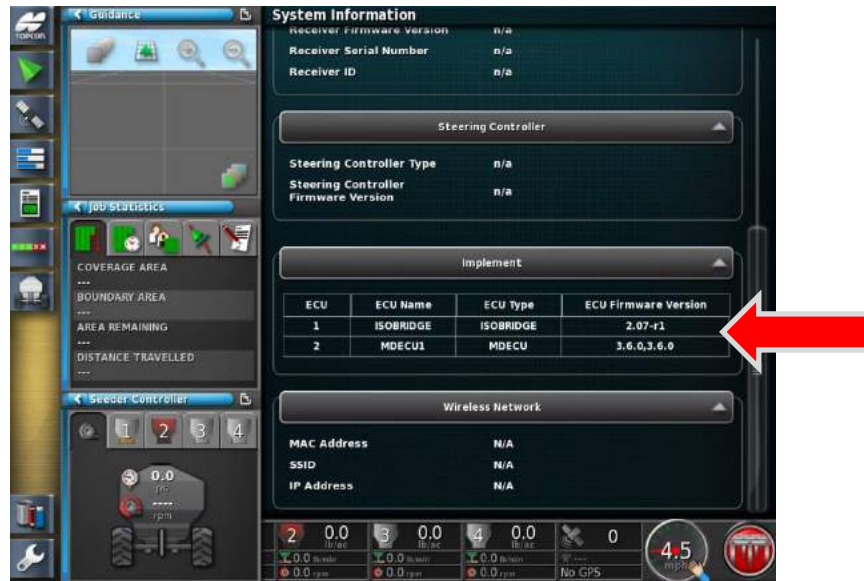 TOPCON
Guidance
System Information
Receiver Firmware Version n/a
Receiver Serial Number n/a
Receiver ID n/a
Steering Controller
Steering Controller Type n/a
Steering Controller
Firmware Version n/a
Job Statistics
COVERAGE AREA
---
BOUNDARY AREA
---
AREA REMAINING
---
DISTANCE TRAVELLED
---
Implement
ECU ECU Name ECU Type ECU Firmware Version
1 ISOBRIDGE ISOBRIDGE 2.07-r1
2 MDECU1 MDECU 3.6.0,3.6.0
Seeder Controller
1 2 3 4
0.0
----
rpm
Wireless Network
MAC Address N/A
SSID N/A
IP Address N/A
2 0.0 3 0.0 4 0.0 0
lb/ac lb/ac lb/ac
0.0 lb/min 0.0 lb/min 0.0 lb/min ---
0.0 rpm 0.0 rpm 0.0 rpm No GPS
4.5
mph